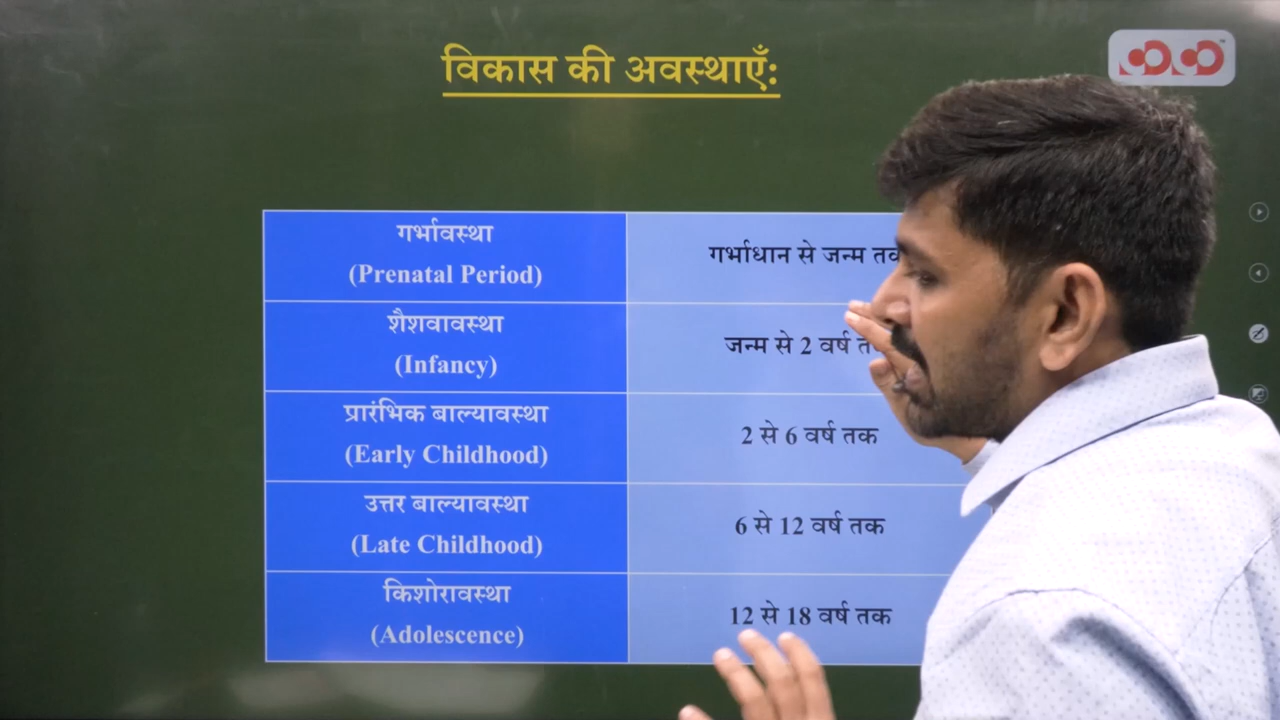 विकास की अवस्थाएँ:
गर्भावस्था
(Prenatal Period)
गर्भाधान से जन्म
शैशवावस्था
(Infancy)
जन्म से 2 वर्ष
प्रारंभिक बाल्यावस्था
(Early Childhood)
2 से 6 वर्ष तक
उत्तर बाल्यावस्था
(Late Childhood)
6 से 12 वर्ष तक
किशोरावस्था
(Adolescence)
12 से 18 वर्ष तक